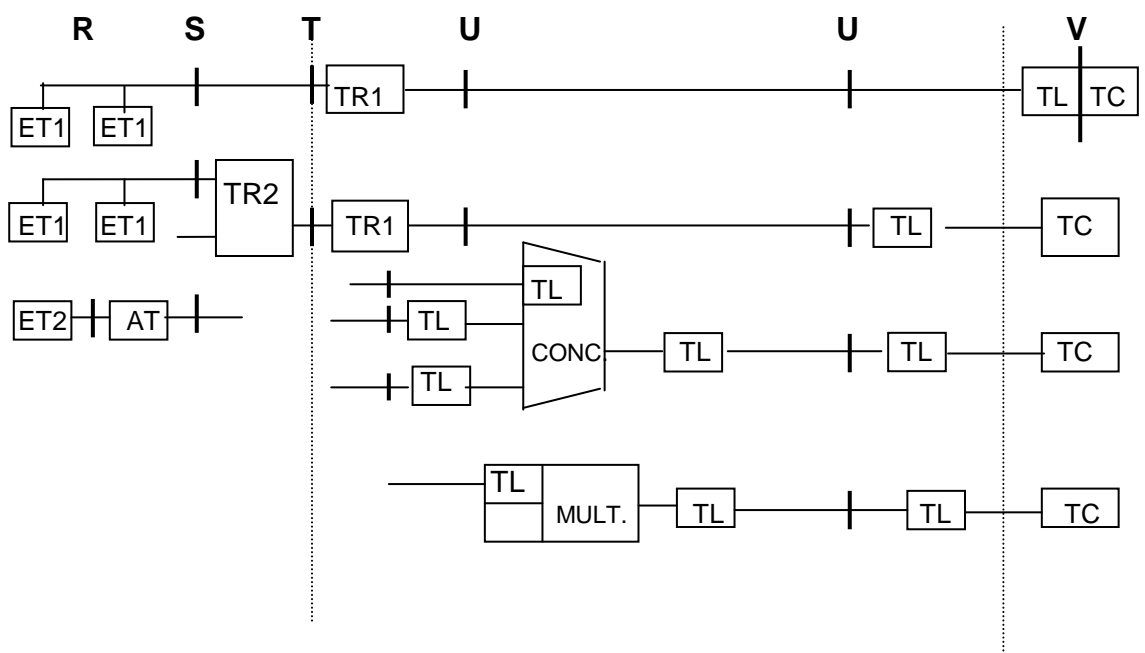 R S T U U V
TR1 TL TC
ET1 ET1
TR2
ET1 ET1 TR1 TL TC
TL
ET2 AT TL
CONC. TL TL TC
TL
TL
MULT. TL TL TC